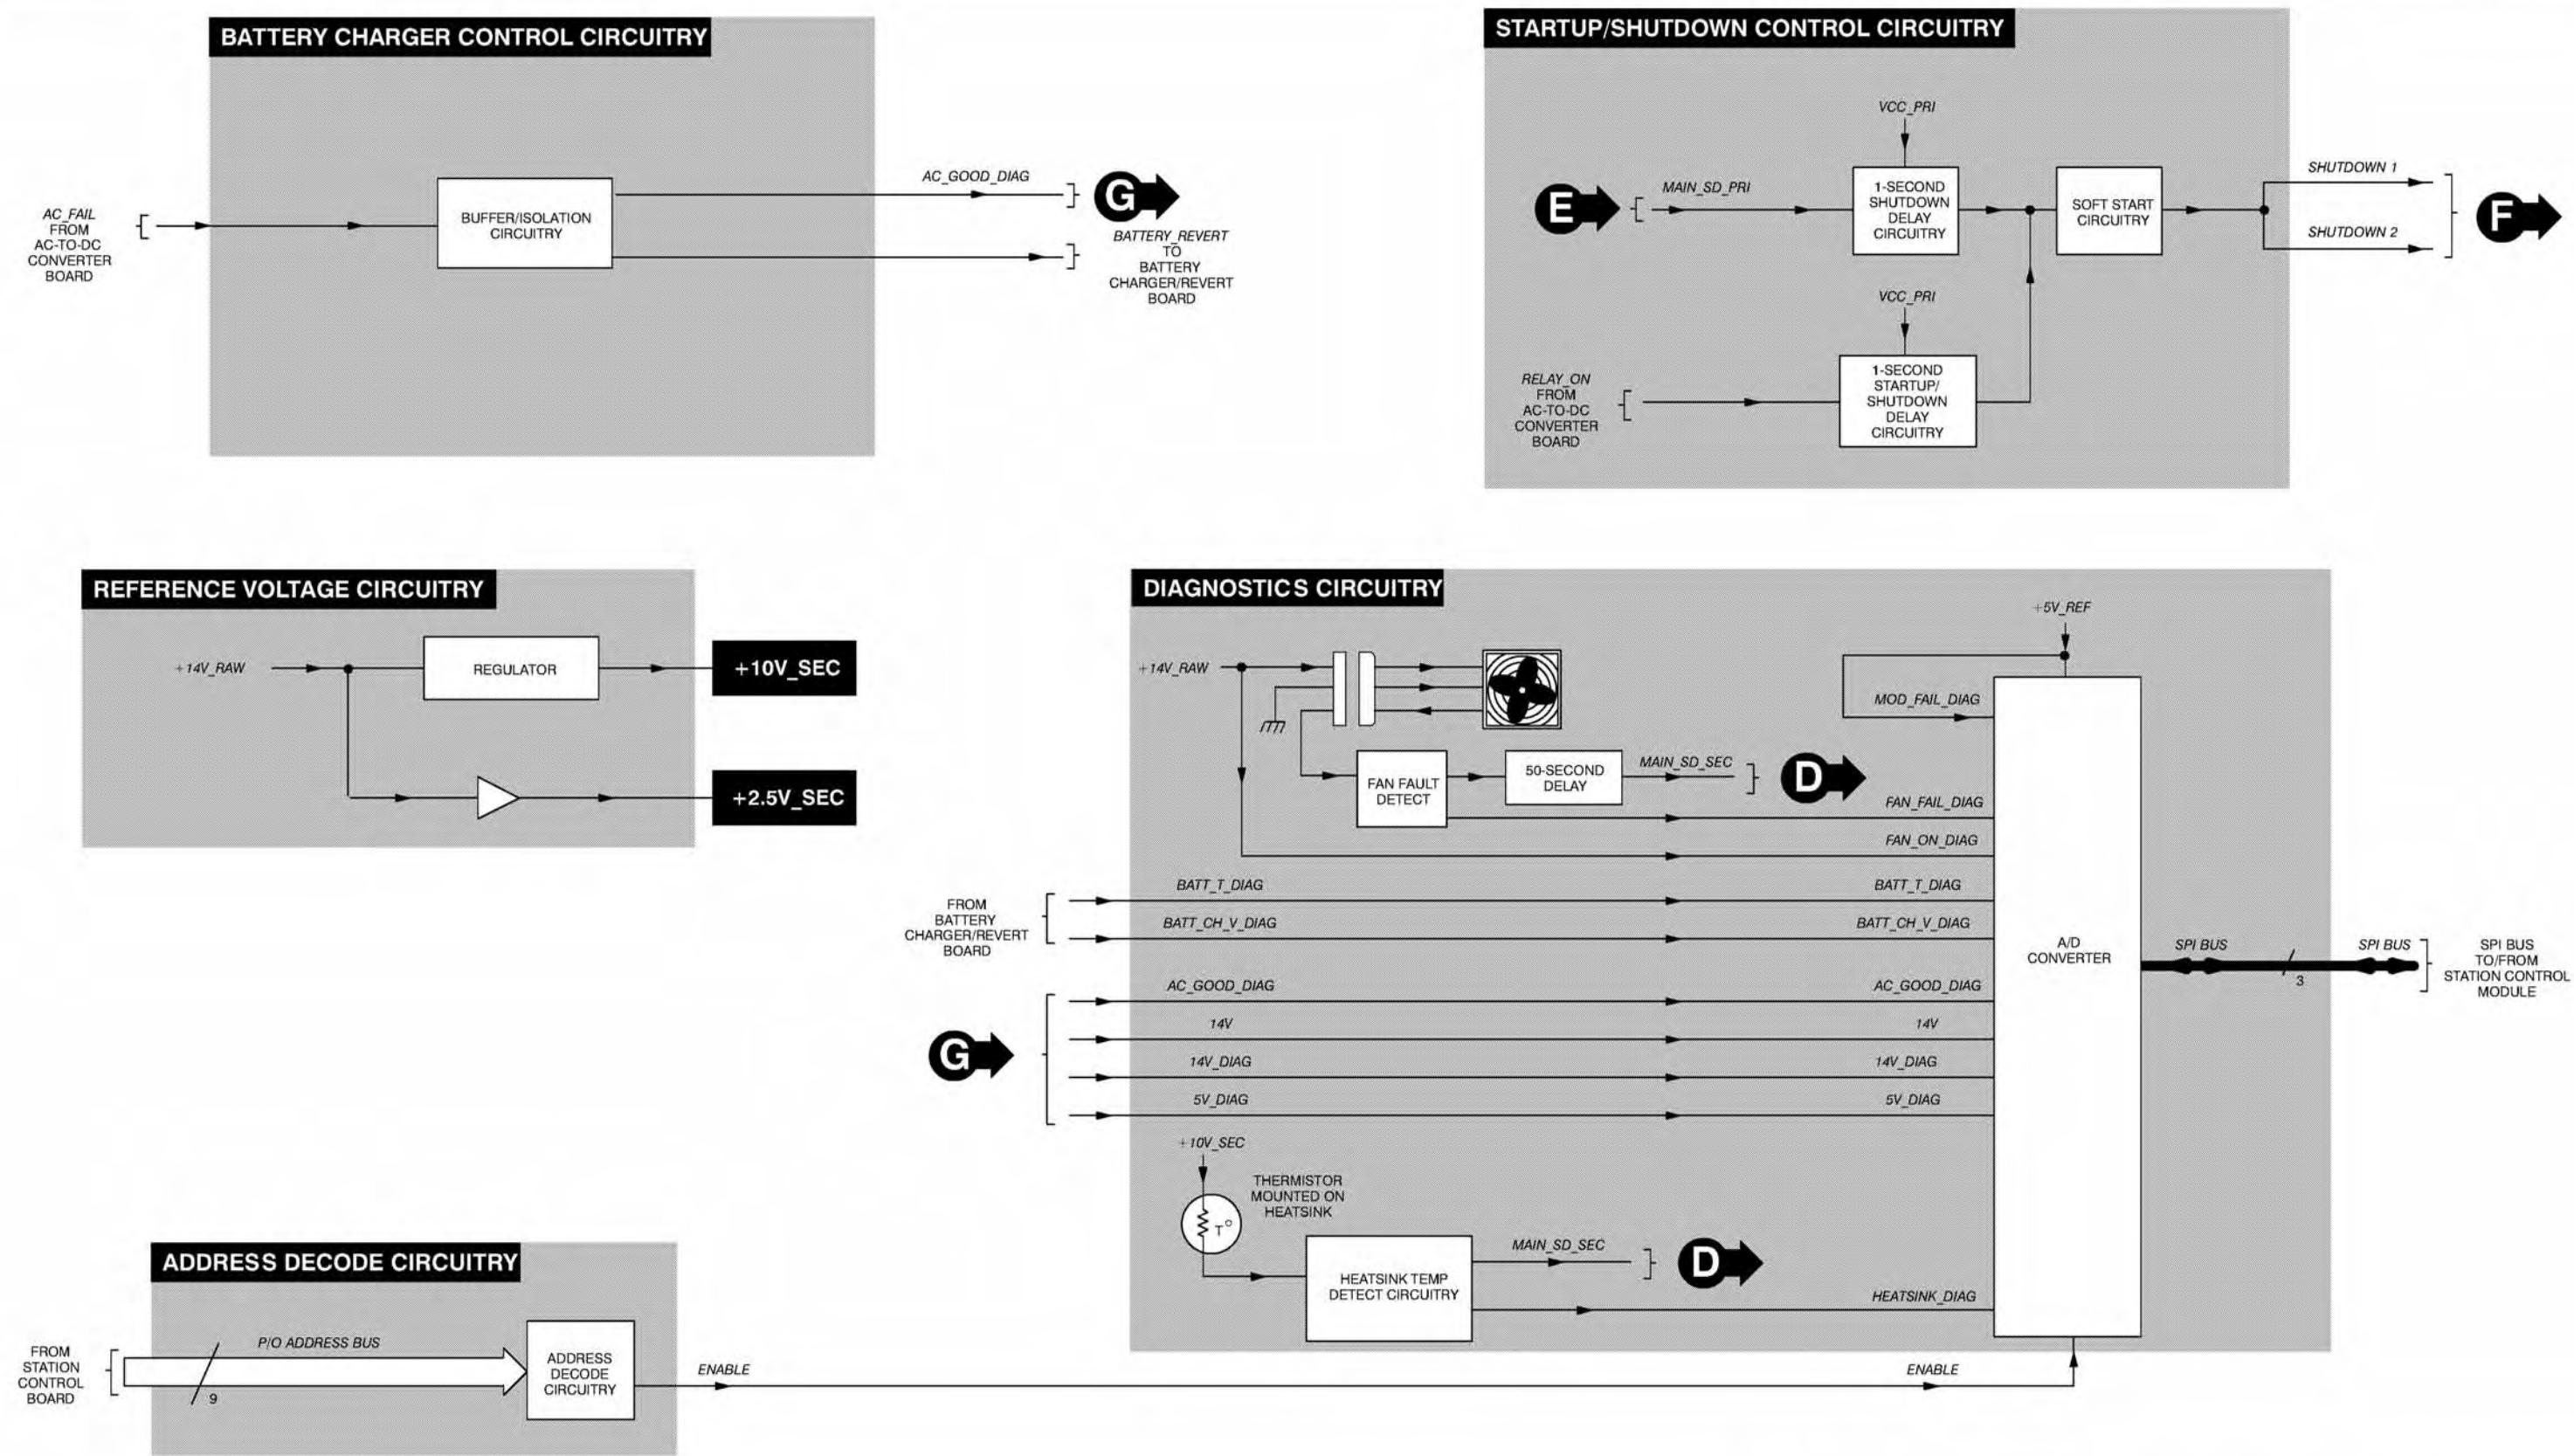 BATTERY CHARGER CONTROL CIRCUITRY
AC_FAIL
FROM
AC-TO-DC
CONVERTER
BOARD
BUFFER/ISOLATION
CIRCUITRY
AC_GOOD_DIAG
G
BATTERY_REVERT
TO
BATTERY
CHARGER/REVERT
BOARD
STARTUP/SHUTDOWN CONTROL CIRCUITRY
VCC_PRI
E
MAIN_SD_PRI
1-SECOND
SHUTDOWN
DELAY
CIRCUITRY
SOFT START
CIRCUITRY
SHUTDOWN 1
SHUTDOWN 2
F
VCC_PRI
RELAY_ON
FROM
AC-TO-DC
CONVERTER
BOARD
1-SECOND
STARTUP/
SHUTDOWN
DELAY
CIRCUITRY
REFERENCE VOLTAGE CIRCUITRY
+14V_RAW
REGULATOR
+10V_SEC
+2.5V_SEC
DIAGNOSTICS CIRCUITRY
+5V_REF
+14V_RAW
MOD_FAIL_DIAG
FAN FAULT
DETECT
50-SECOND
DELAY
MAIN_SD_SEC
D
FAN_FAIL_DIAG
FAN_ON_DIAG
FROM
BATTERY
CHARGER/REVERT
BOARD
BATT_T_DIAG
BATT_T_DIAG
BATT_CH_V_DIAG
BATT_CH_V_DIAG
A/D
CONVERTER
SPI BUS
3
SPI BUS
SPI BUS
TO/FROM
STATION CONTROL
MODULE
G
AC_GOOD_DIAG
AC_GOOD_DIAG
14V
14V
14V_DIAG
14V_DIAG
5V_DIAG
5V_DIAG
+10V_SEC
THERMISTOR
MOUNTED ON
HEATSINK
T°
HEATSINK TEMP
DETECT CIRCUITRY
MAIN_SD_SEC
D
HEATSINK_DIAG
ADDRESS DECODE CIRCUITRY
FROM
STATION
CONTROL
BOARD
P/O ADDRESS BUS
9
ADDRESS
DECODE
CIRCUITRY
ENABLE
ENABLE